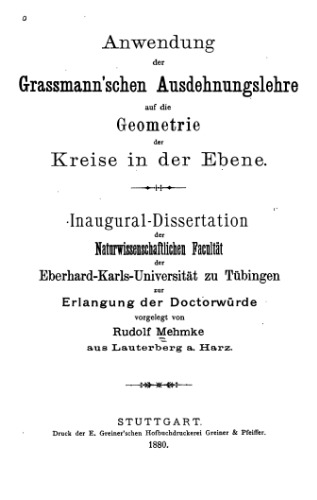 Anwendung
der
Grassmann'schen Ausdehnungslehre
auf die
Geometrie
der
Kreise in der Ebene.
Inaugural-Dissertation
der
Naturwissenschaftlichen Facultät
der
Eberhard-Karls-Universität zu Tübingen
zur
Erlangung der Doctorwürde
vorgelegt von
Rudolf Mehmke
aus Lauterberg a. Harz.
STUTTGART.
Druck der E. Greiner'schen Hofbuchdruckerei Greiner & Pfeiffer.
1880.